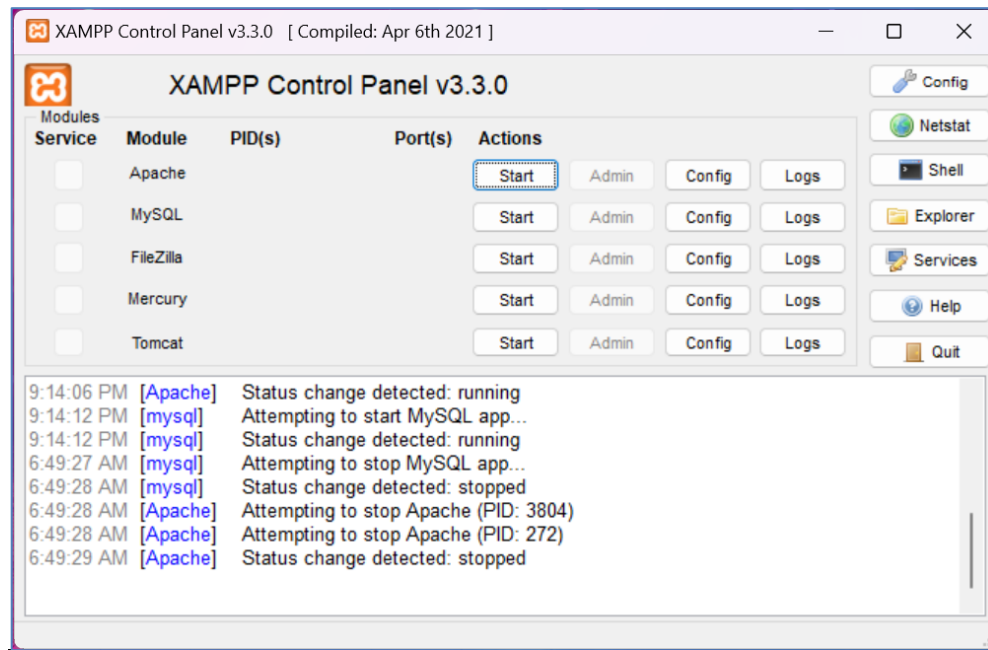 XAMPP Control Panel v3.3.0 [ Compiled: Apr 6th 2021 ]
XAMPP Control Panel v3.3.0
Config
Modules
Netstat
Service Module PID(s) Port(s) Actions
Apache Start Admin Config Logs
Shell
MySQL Start Admin Config Logs
Explorer
FileZilla Start Admin Config Logs
Services
Mercury Start Admin Config Logs
Help
Tomcat Start Admin Config Logs
Quit
9:14:06 PM [Apache] Status change detected: running
9:14:12 PM [mysql] Attempting to start MySQL app...
9:14:12 PM [mysql] Status change detected: running
6:49:27 AM [mysql] Attempting to stop MySQL app...
6:49:28 AM [mysql] Status change detected: stopped
6:49:28 AM [Apache] Attempting to stop Apache (PID: 3804)
6:49:28 AM [Apache] Attempting to stop Apache (PID: 272)
6:49:29 AM [Apache] Status change detected: stopped